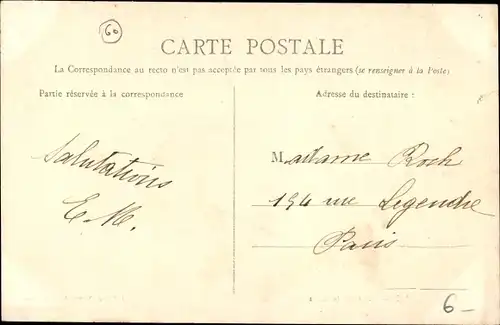 60
CARTE POSTALE
La Correspondance au recto n'est pas acceptée par tous les pays étrangers (se renseigner à la Poste)
Partie réservée à la correspondance
Adresse du destinataire :
Salutations
E. M.
Madame Roch
194 rue Legendre
Paris
6-